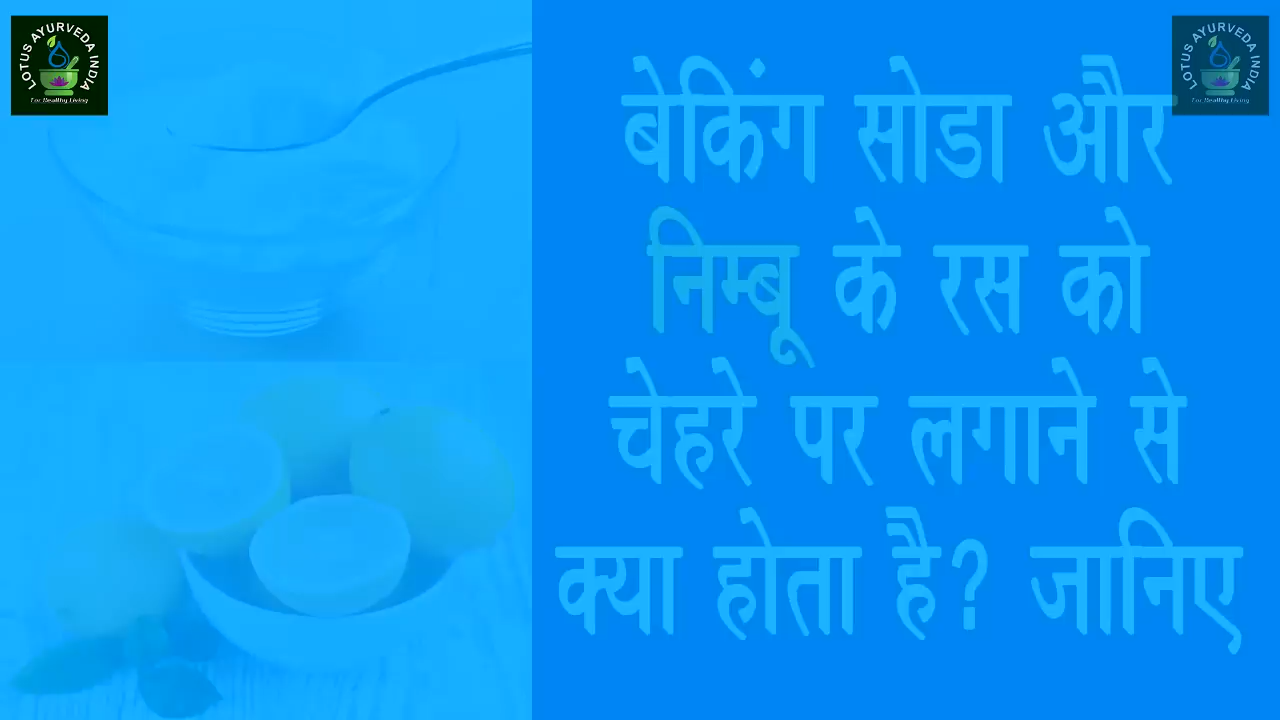 LOTUS AYURVEDA INDIA
For Healthy Living
LOTUS AYURVEDA INDIA
For Healthy Living
बेकिंग सोडा और
निम्बू के रस को
चेहरे पर लगाने से
क्या होता है? जानिए